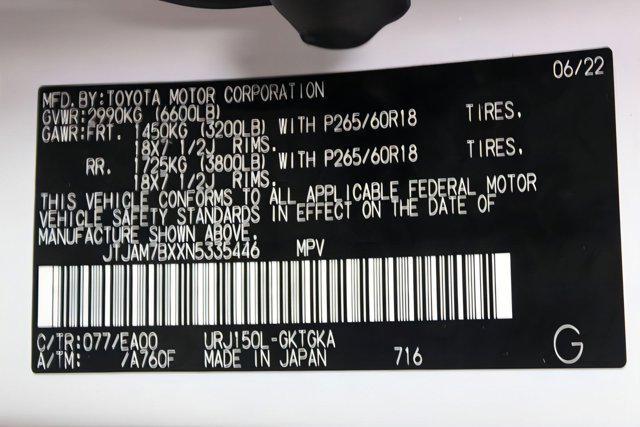 06/22
MFD.BY:TOYOTA MOTOR CORPORATION
GVWR:2990KG (6600LB)
GAWR:FRT. 1450KG (3200LB) WITH P265/60R18 TIRES.
18X7 1/2J RIMS.
RR. 1725KG (3800LB) WITH P265/60R18 TIRES.
18X7 1/2J RIMS.
THIS VEHICLE CONFORMS TO ALL APPLICABLE FEDERAL MOTOR
VEHICLE SAFETY STANDARDS IN EFFECT ON THE DATE OF
MANUFACTURE SHOWN ABOVE.
JTJAM7BXXN5335446 MPV
C/TR:077/EA00 URJ150L-GKTGKA
A/TM: /A760F MADE IN JAPAN 716 G